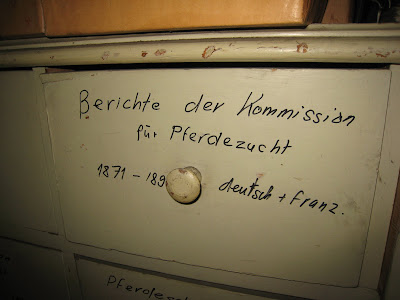 Berichte der Kommission
für Pferdezucht
1871 - 189
deutsch + franz.